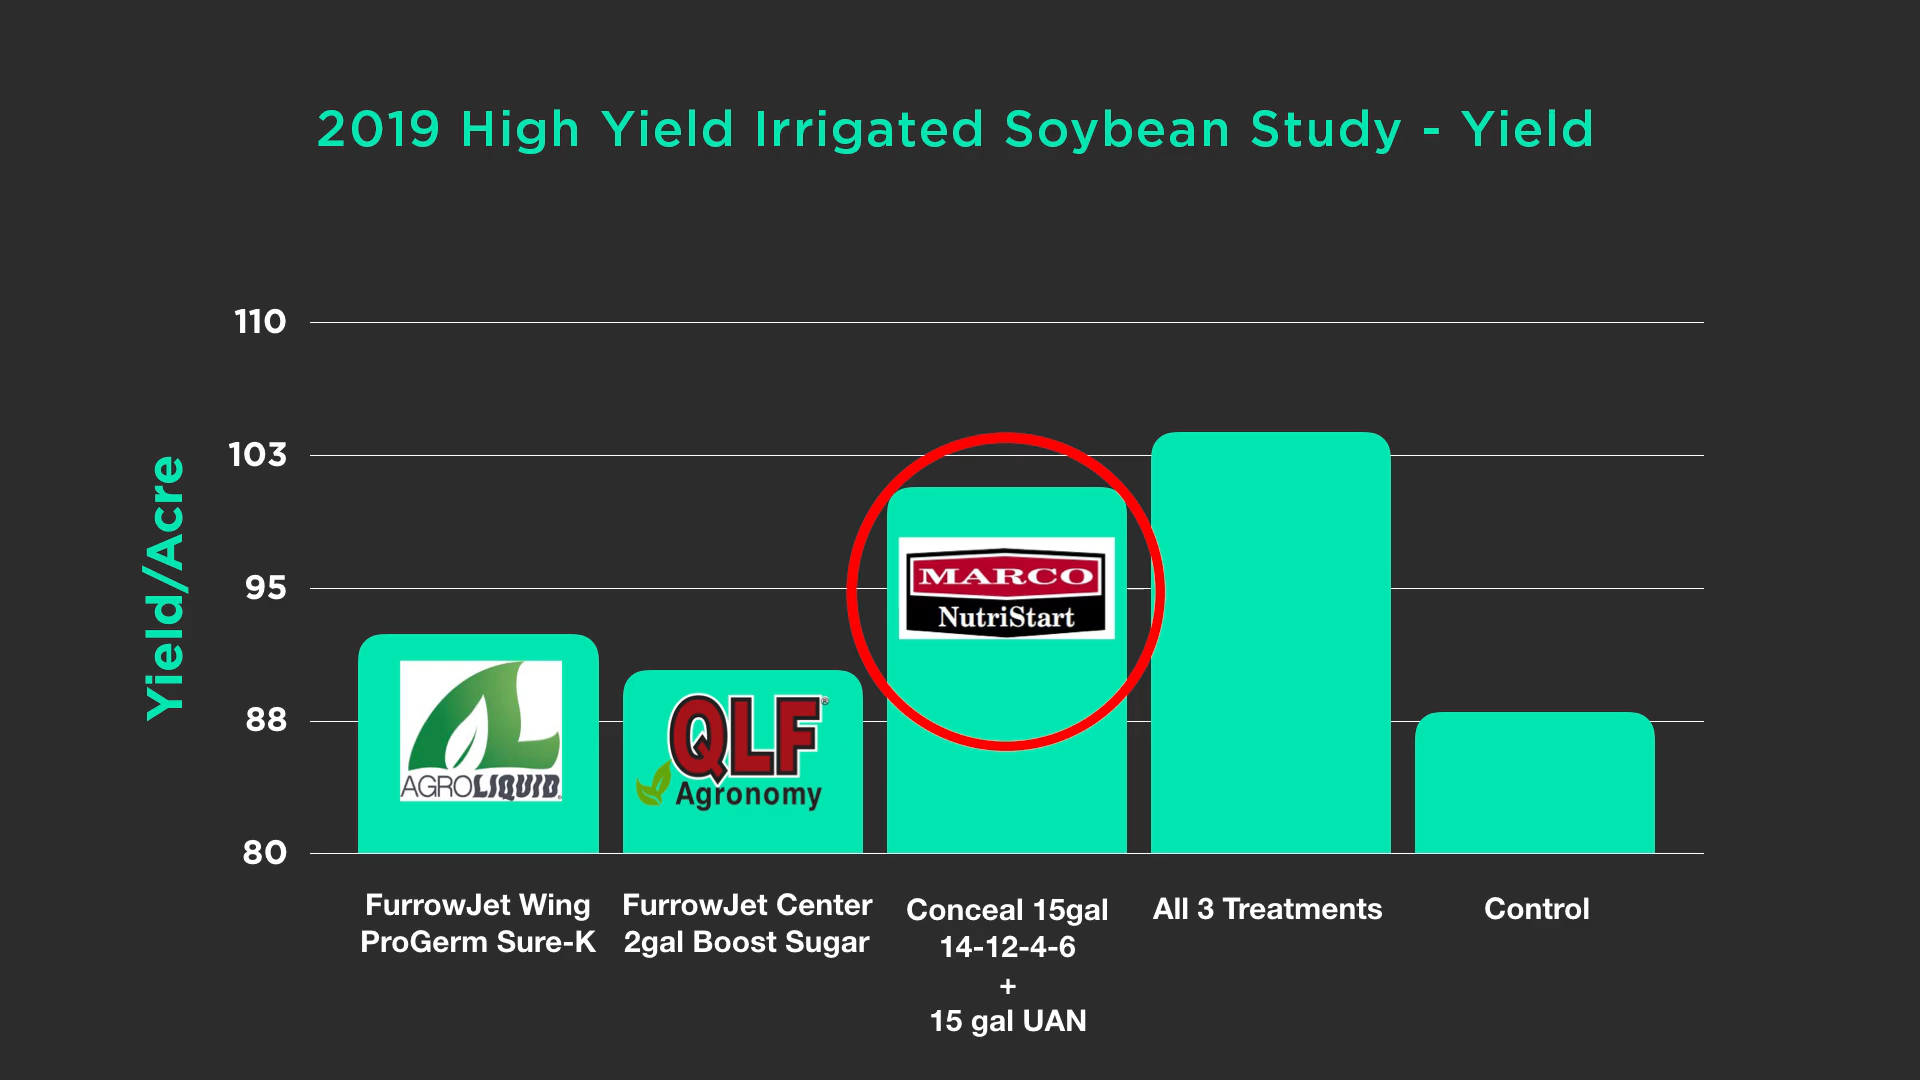 2019 High Yield Irrigated Soybean Study - Yield
Yield/Acre
110
103
95
88
80
AGROLIQUID
QLF®
Agronomy
MARCO
NutriStart
FurrowJet Wing
ProGerm Sure-K
FurrowJet Center
2gal Boost Sugar
Conceal 15gal
14-12-4-6
+
15 gal UAN
All 3 Treatments
Control